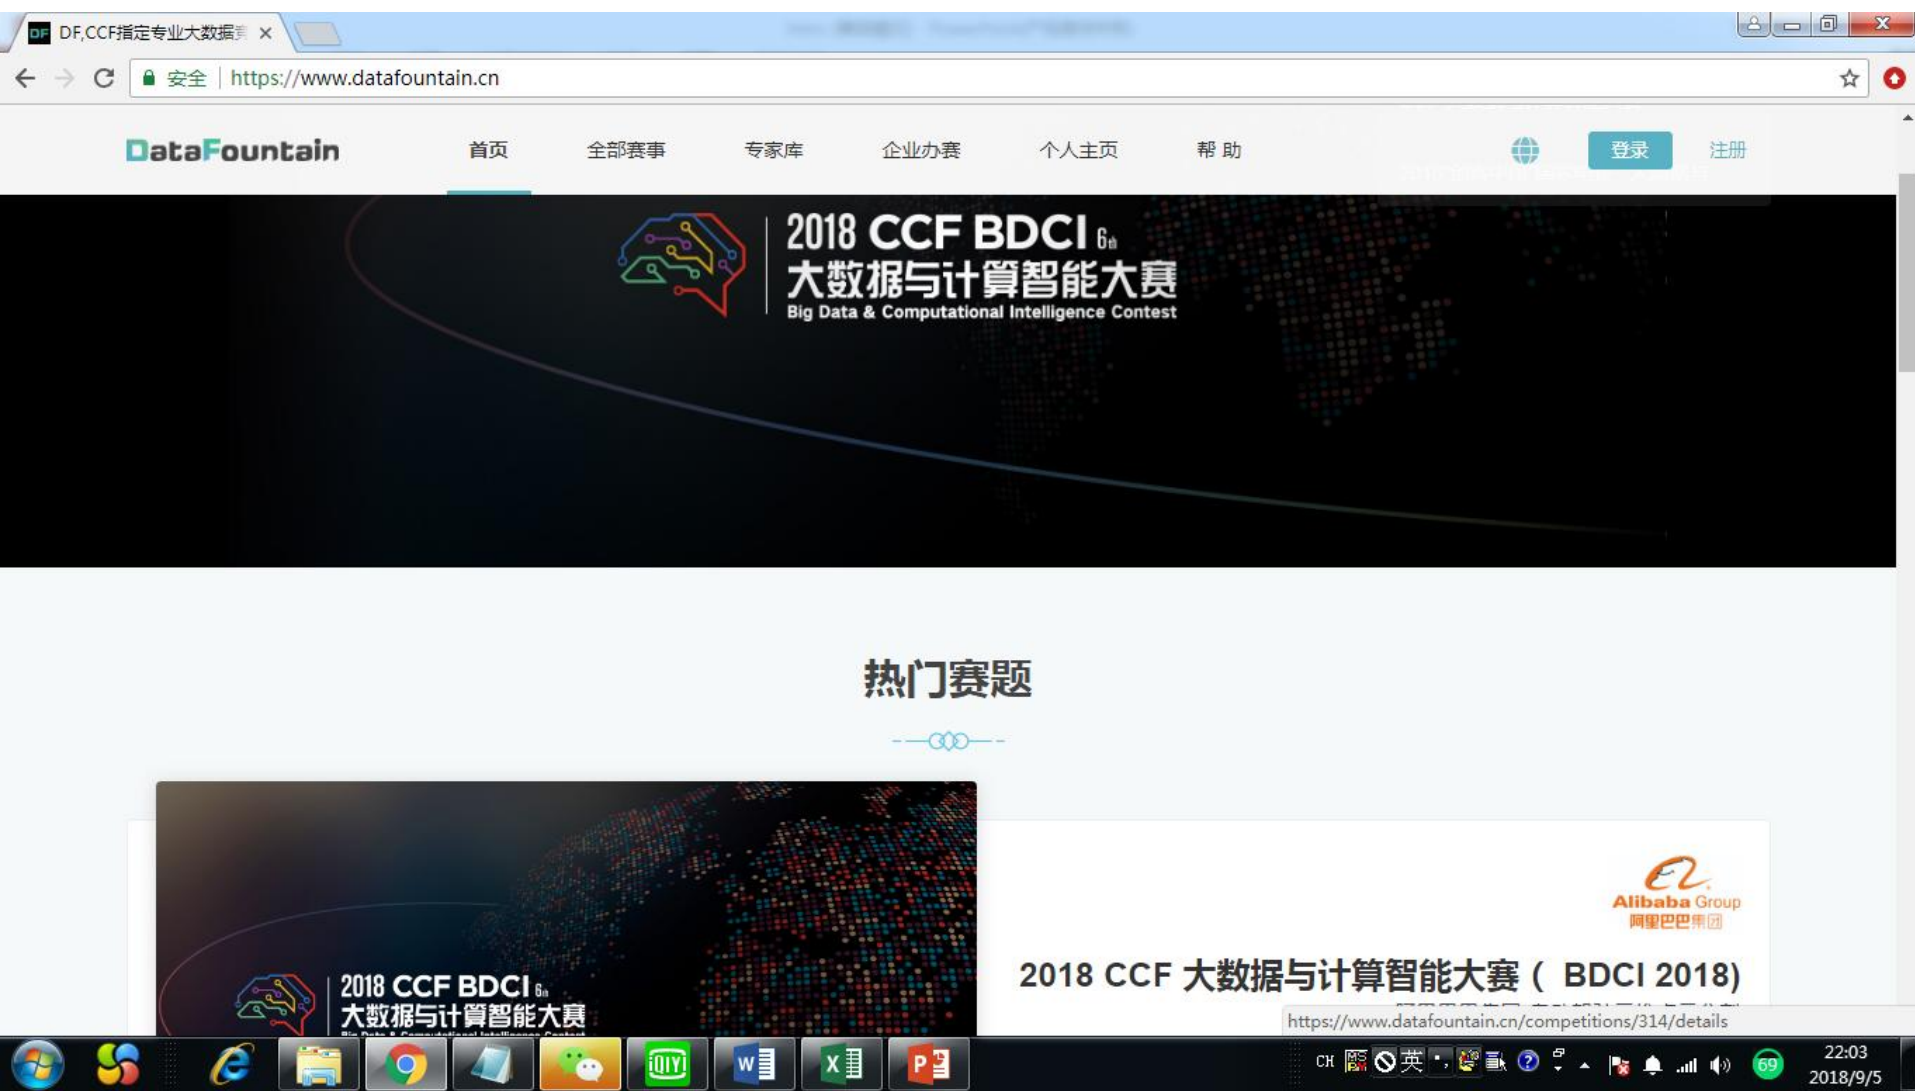 DF,CCF指定专业大数据
安全 | https://www.datafountain.cn
DataFountain 首页 全部赛事 专家库 企业办赛 个人主页 帮 助 登录 注册
2018 CCF BDCI 6th
大数据与计算智能大赛
Big Data & Computational Intelligence Contest
热门赛题
Alibaba Group
阿里巴巴集团
2018 CCF 大数据与计算智能大赛 ( BDCI 2018)
2018 CCF BDCI 6th
大数据与计算智能大赛
https://www.datafountain.cn/competitions/314/details
CH 英 69 22:03
2018/9/5